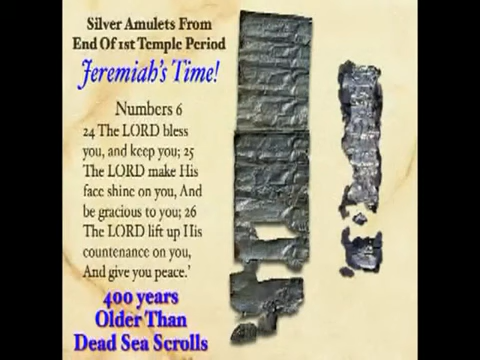 Silver Amulets From
End Of 1st Temple Period
Jeremiah's Time!
Numbers 6
24 The LORD bless
you, and keep you; 25
The LORD make His
face shine on you, And
be gracious to you; 26
The LORD lift up His
countenance on you,
And give you peace.'
400 years
Older Than
Dead Sea Scrolls